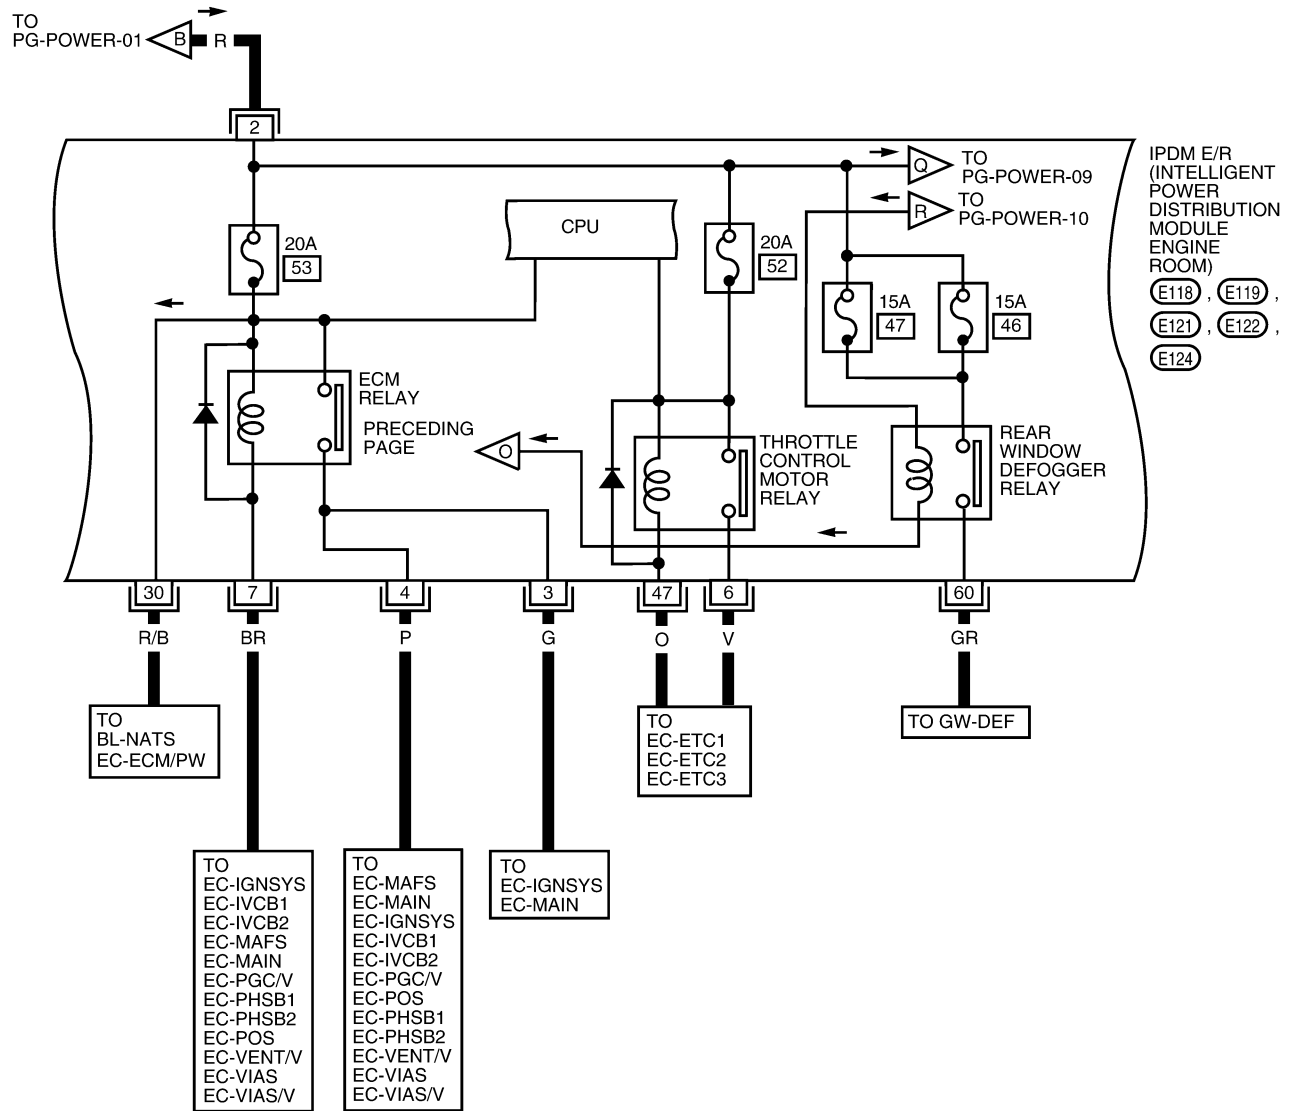 TO
PG-POWER-01
B
R
2
Q
TO
PG-POWER-09
R
TO
PG-POWER-10
IPDM E/R
(INTELLIGENT
POWER
DISTRIBUTION
MODULE
ENGINE
ROOM)
E118 , E119 ,
E121 , E122 ,
E124
CPU
20A
53
20A
52
15A
47
15A
46
ECM
RELAY
PRECEDING
PAGE
O
THROTTLE
CONTROL
MOTOR
RELAY
REAR
WINDOW
DEFOGGER
RELAY
30
7
4
3
47
6
60
R/B
BR
P
G
O
V
GR
TO
BL-NATS
EC-ECM/PW
TO
EC-ETC1
EC-ETC2
EC-ETC3
TO GW-DEF
TO
EC-IGNSYS
EC-IVCB1
EC-IVCB2
EC-MAFS
EC-MAIN
EC-PGC/V
EC-PHSB1
EC-PHSB2
EC-POS
EC-VENT/V
EC-VIAS
EC-VIAS/V
TO
EC-MAFS
EC-MAIN
EC-IGNSYS
EC-IVCB1
EC-IVCB2
EC-PGC/V
EC-POS
EC-PHSB1
EC-PHSB2
EC-VENT/V
EC-VIAS
EC-VIAS/V
TO
EC-IGNSYS
EC-MAIN